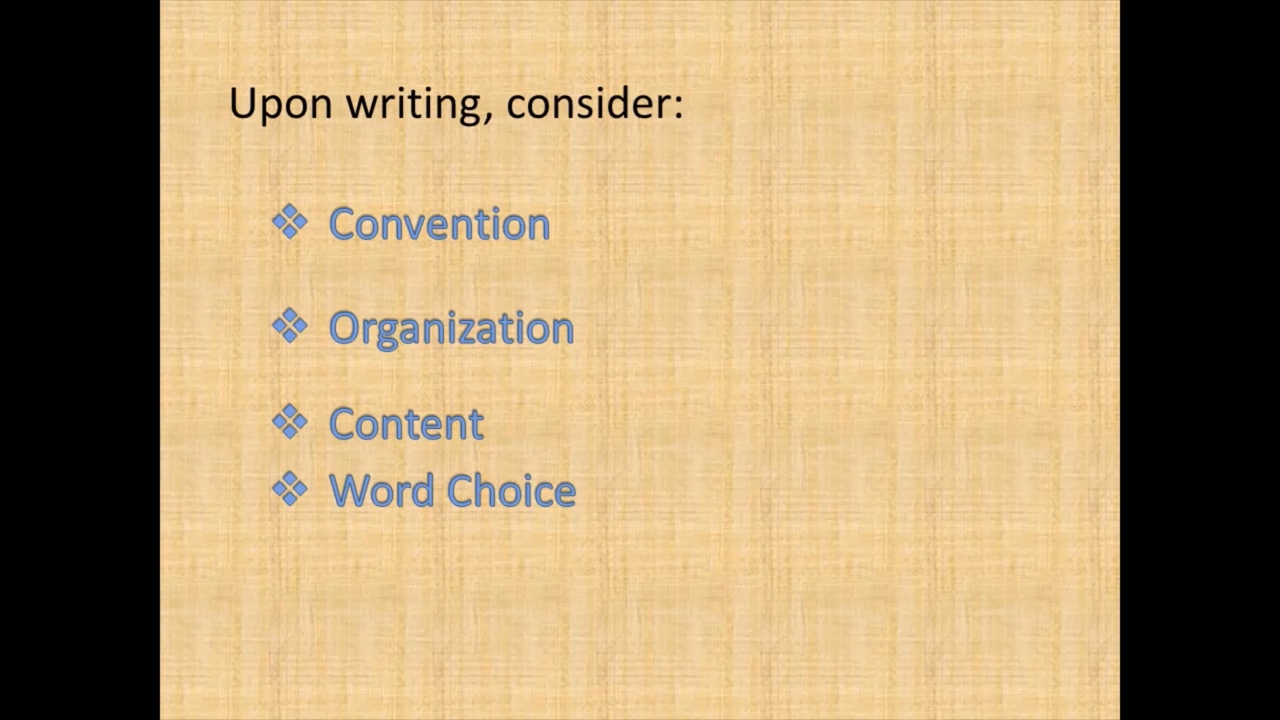 Upon writing, consider:
❖ Convention
❖ Organization
❖ Content
❖ Word Choice